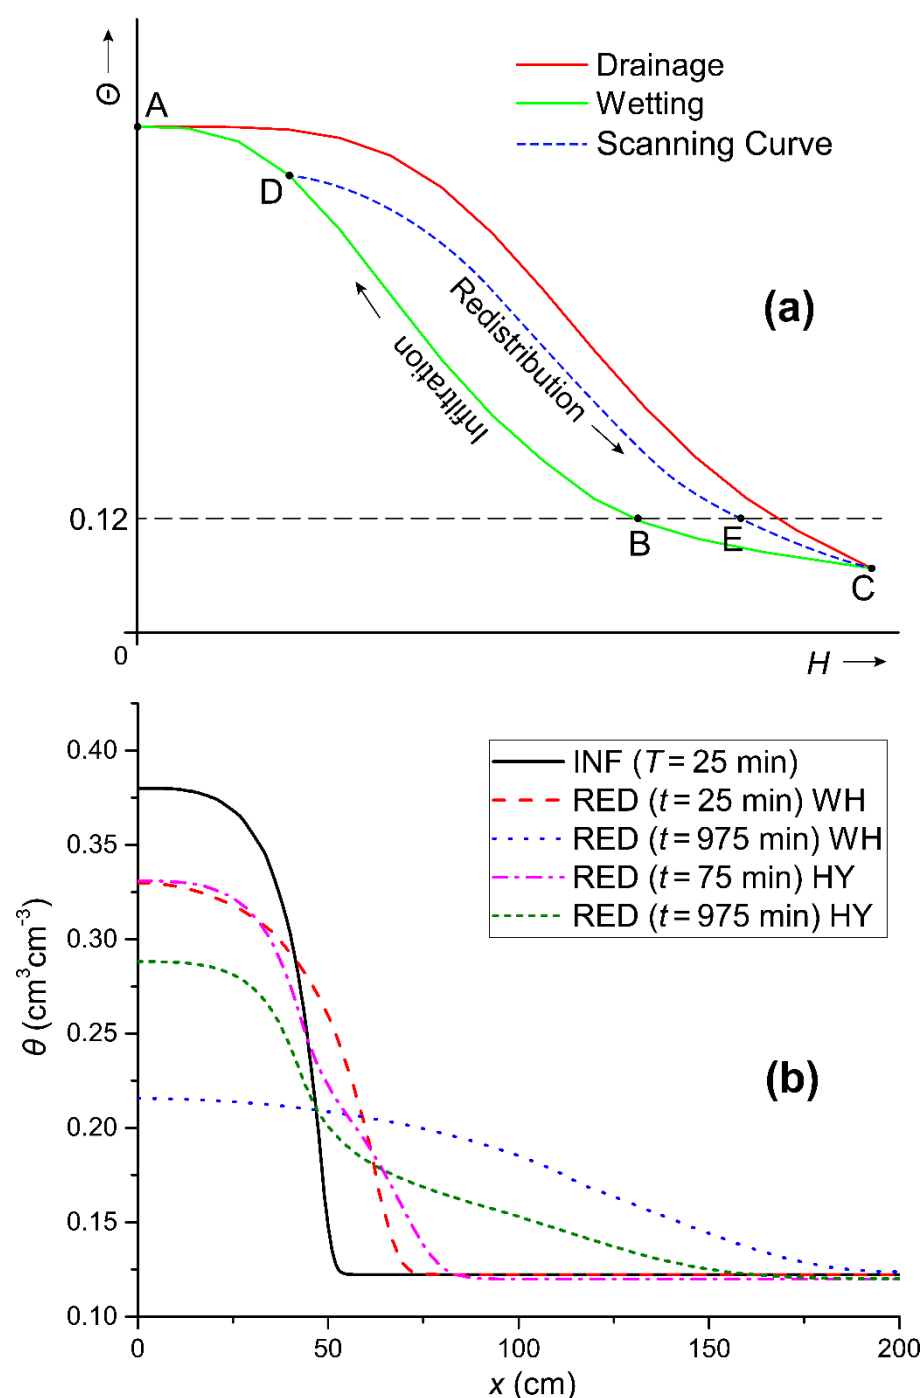 Θ →
A
Drainage
Wetting
Scanning Curve
D
Redistribution
(a)
Infiltration
0.12
B
E
C
0
H →
0.40
INF (T = 25 min)
RED (t = 25 min) WH
0.35
RED (t = 975 min) WH
RED (t = 75 min) HY
0.30
RED (t = 975 min) HY
θ (cm³cm⁻³)
0.25
(b)
0.20
0.15
0.10
0
50
100
150
200
x (cm)